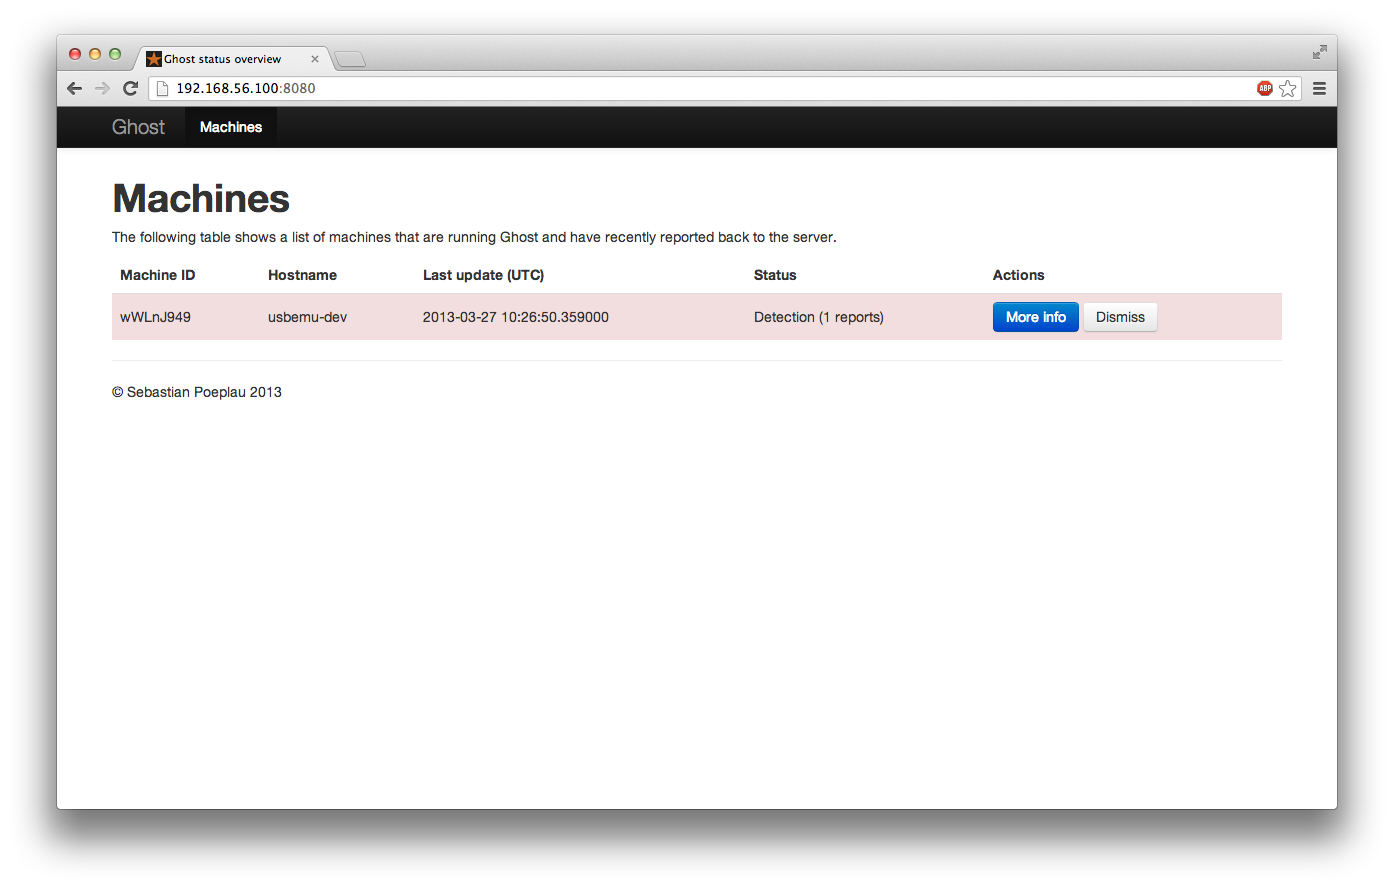 Ghost status overview
192.168.56.100:8080
ABP
Ghost Machines
Machines
The following table shows a list of machines that are running Ghost and have recently reported back to the server.
Machine ID Hostname Last update (UTC) Status Actions
wWLnJ949 usbemu-dev 2013-03-27 10:26:50.359000 Detection (1 reports) More info Dismiss
© Sebastian Poeplau 2013